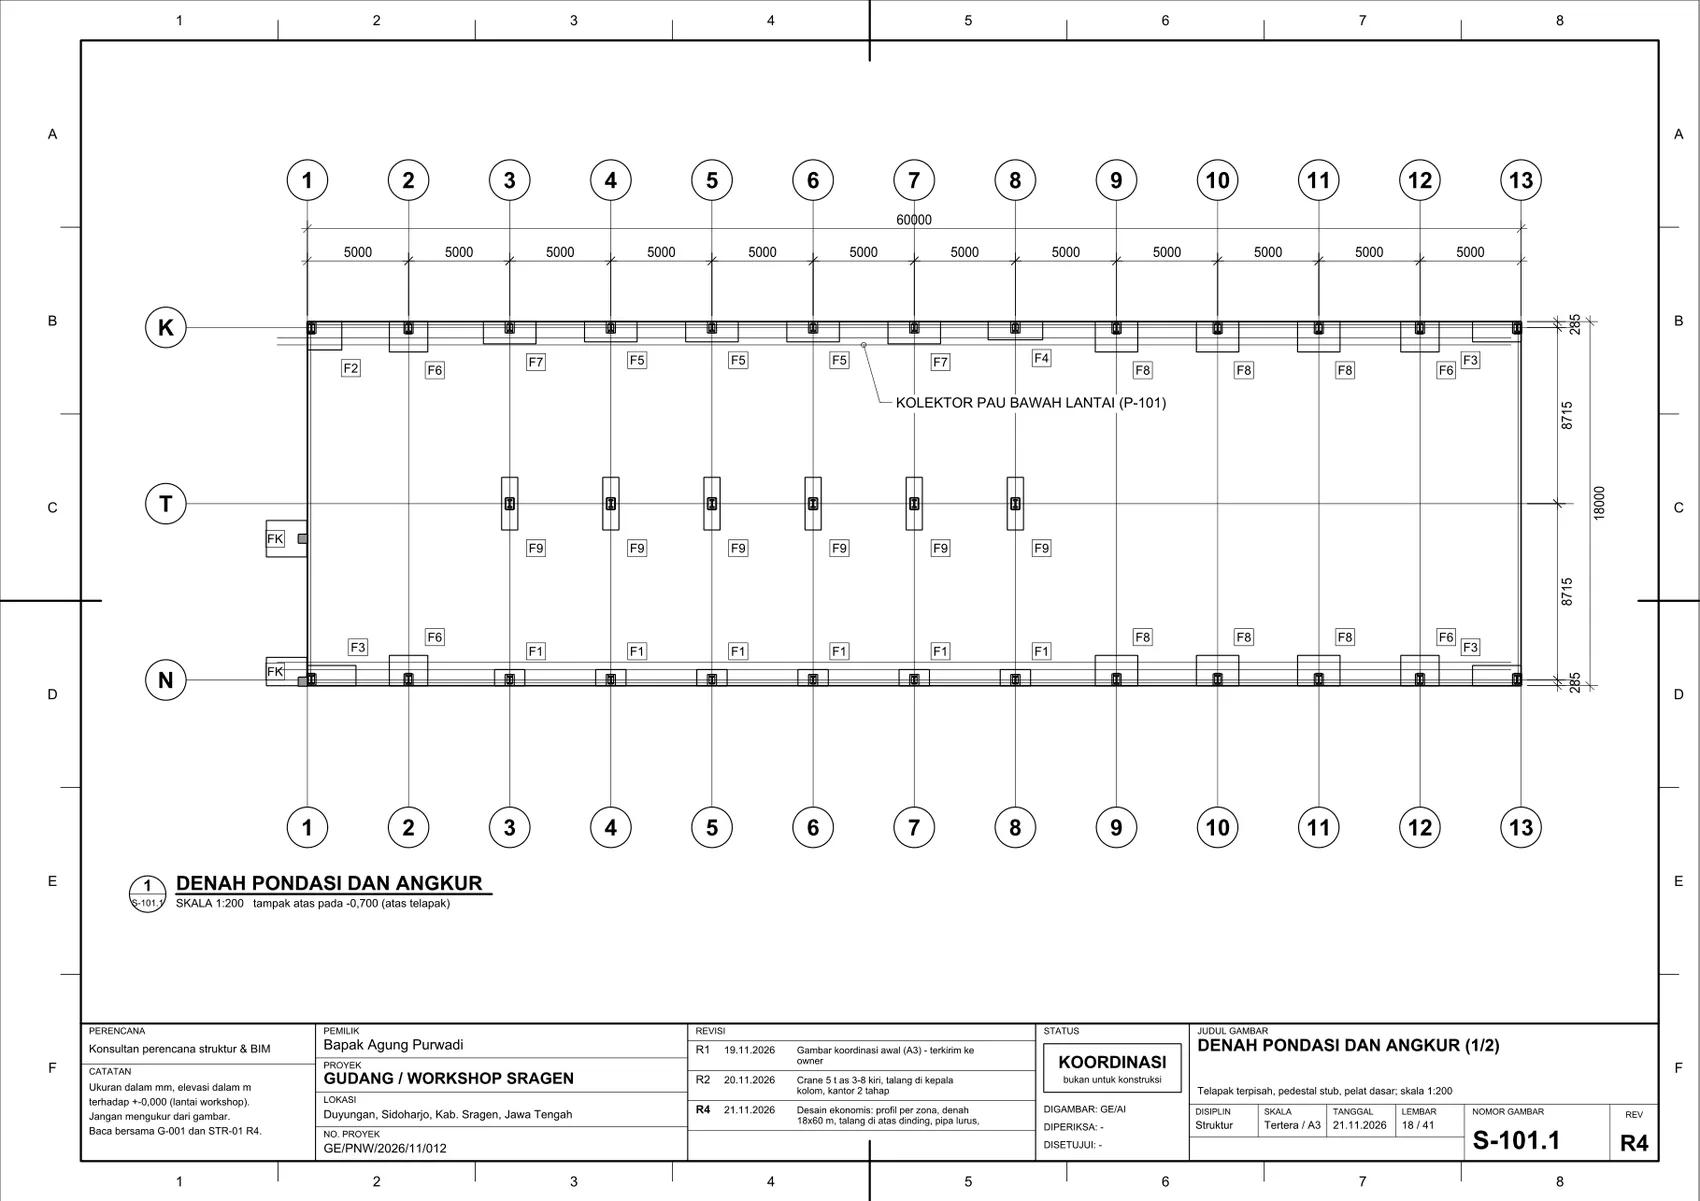 1 2 3 4 5 6 7 8
A A
1 2 3 4 5 6 7 8 9 10 11 12 13
60000
5000 5000 5000 5000 5000 5000 5000 5000 5000 5000 5000 5000
B B
K
285
F2 F6 F7 F5 F5 F5 F7 F4 F8 F8 F8 F6 F3
KOLEKTOR PAU BAWAH LANTAI (P-101)
8715
C C
T
18000
FK
F9 F9 F9 F9 F9 F9
8715
F3 F6 F1 F1 F1 F1 F1 F1 F8 F8 F8 F6 F3
FK
N
285
D D
1 2 3 4 5 6 7 8 9 10 11 12 13
E E
1
S-101.1
DENAH PONDASI DAN ANGKUR
SKALA 1:200 tampak atas pada -0,700 (atas telapak)
F F
PERENCANA
Konsultan perencana struktur & BIM
CATATAN
Ukuran dalam mm, elevasi dalam m
terhadap +-0,000 (lantai workshop).
Jangan mengukur dari gambar.
Baca bersama G-001 dan STR-01 R4.
PEMILIK
Bapak Agung Purwadi
PROYEK
GUDANG / WORKSHOP SRAGEN
LOKASI
Duyungan, Sidoharjo, Kab. Sragen, Jawa Tengah
NO. PROYEK
GE/PNW/2026/11/012
REVISI
R1 19.11.2026 Gambar koordinasi awal (A3) - terkirim ke
owner
R2 20.11.2026 Crane 5 t as 3-8 kiri, talang di kepala
kolom, kantor 2 tahap
R4 21.11.2026 Desain ekonomis: profil per zona, denah
18x60 m, talang di atas dinding, pipa lurus,
STATUS
KOORDINASI
bukan untuk konstruksi
DIGAMBAR: GE/AI
DIPERIKSA: -
DISETUJUI: -
JUDUL GAMBAR
DENAH PONDASI DAN ANGKUR (1/2)
Telapak terpisah, pedestal stub, pelat dasar; skala 1:200
DISIPLIN
Struktur
SKALA
Tertera / A3
TANGGAL
21.11.2026
LEMBAR
18 / 41
NOMOR GAMBAR
S-101.1
REV
R4
1 2 3 4 5 6 7 8